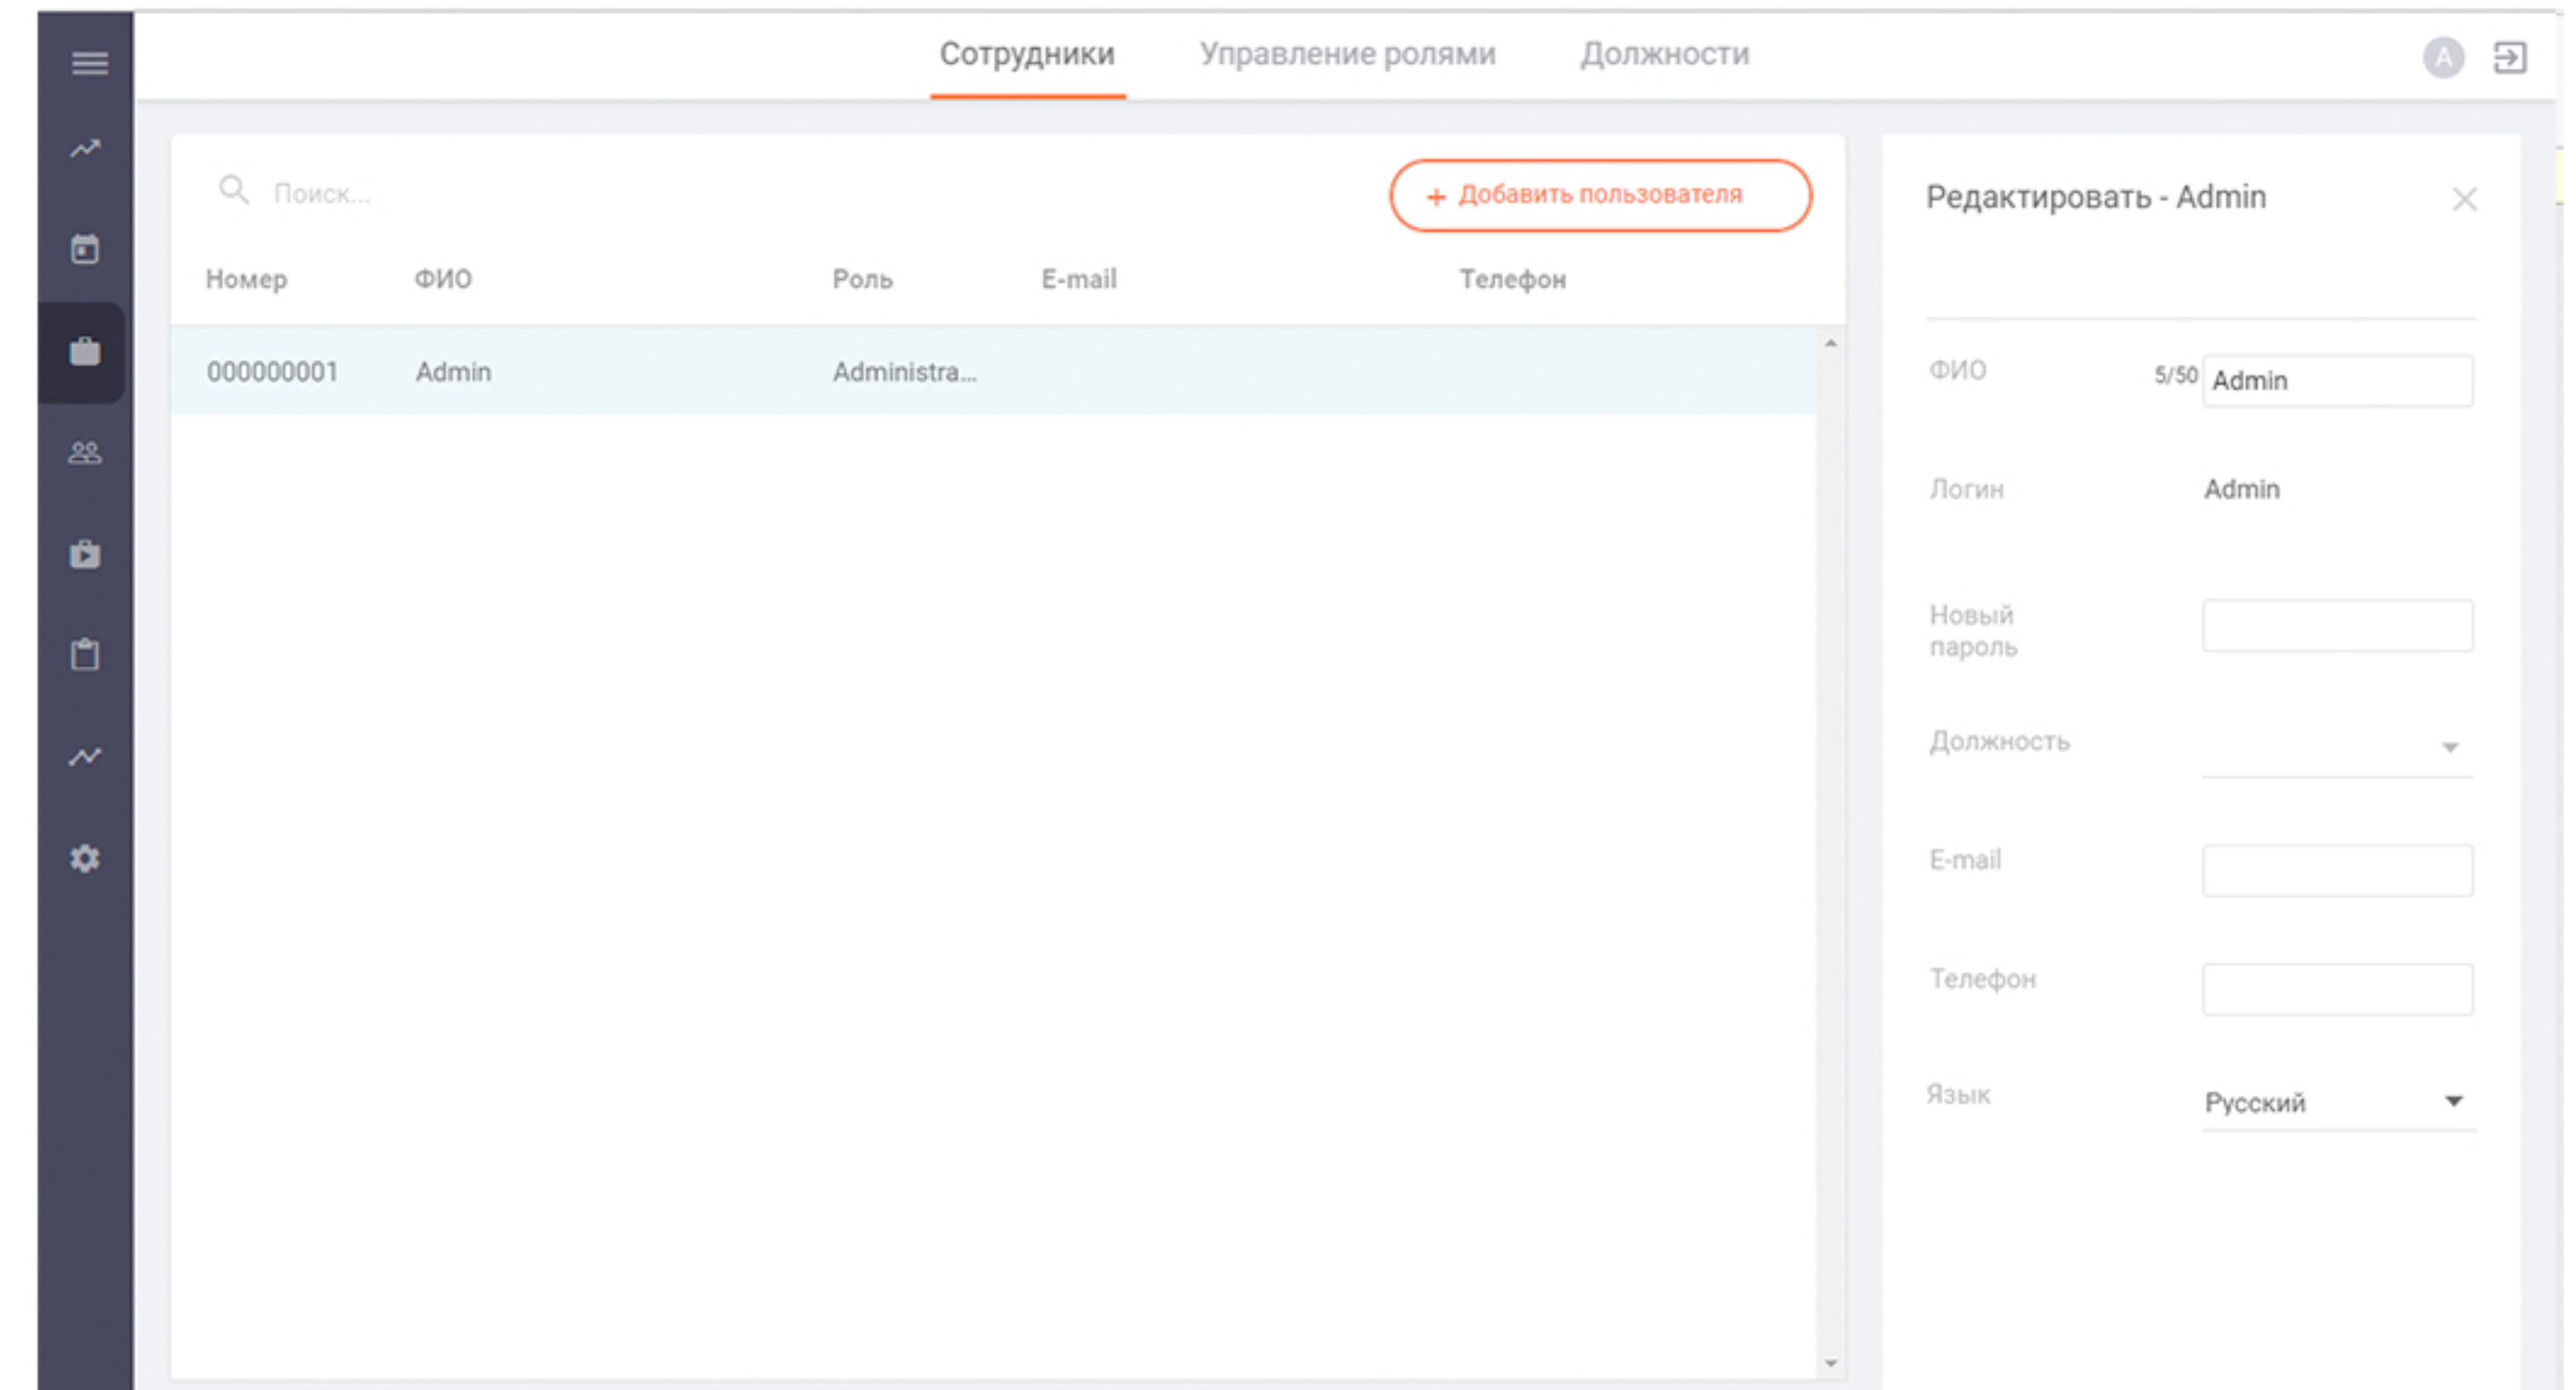 Сотрудники Управление ролями Должности A
Поиск... + Добавить пользователя
Номер ФИО Роль E-mail Телефон
000000001 Admin Administra...
Редактировать - Admin
ФИО 5/50 Admin
Логин Admin
Новый
пароль
Должность
E-mail
Телефон
Язык Русский